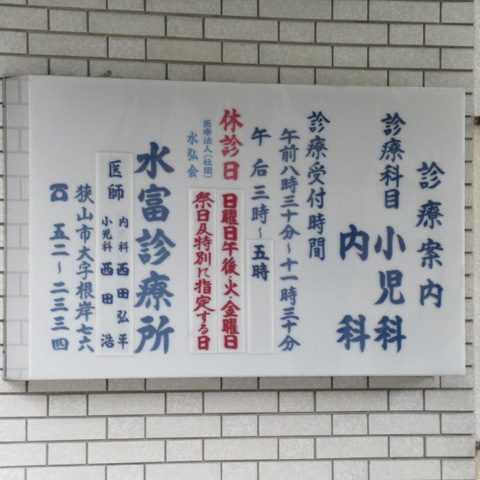 診療案内
診療科目 小児科
内科
診療受付時間
午前八時三十分～十一時三十分
午后三時～五時
休診日 日曜日午後・火・金曜日
祭日及特別に指定する日
医療法人(社団)
水弘会
水富診療所
医師 内科 西田弘平
小児科 西田浩
狭山市大字根岸七六
☎ 五二－二三三四